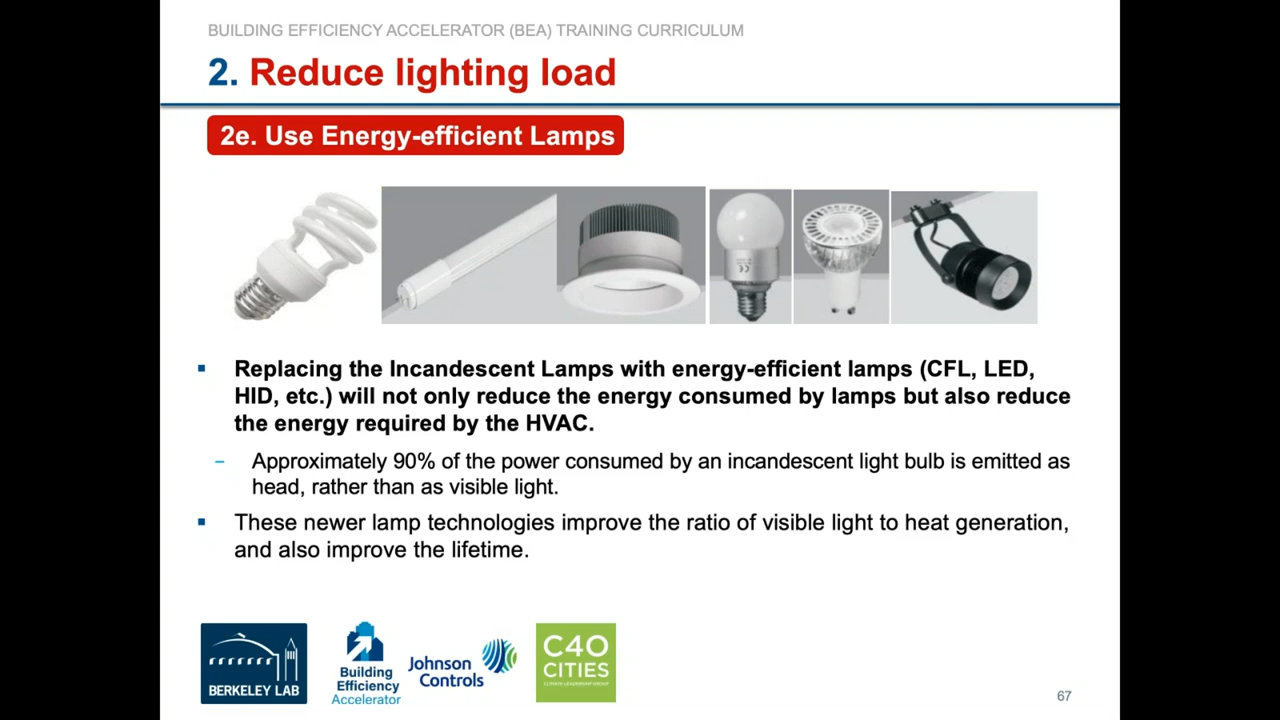 BUILDING EFFICIENCY ACCELERATOR (BEA) TRAINING CURRICULUM
2. Reduce lighting load
2e. Use Energy-efficient Lamps
▪ Replacing the Incandescent Lamps with energy-efficient lamps (CFL, LED,
HID, etc.) will not only reduce the energy consumed by lamps but also reduce
the energy required by the HVAC.
– Approximately 90% of the power consumed by an incandescent light bulb is emitted as
head, rather than as visible light.
▪ These newer lamp technologies improve the ratio of visible light to heat generation,
and also improve the lifetime.
BERKELEY LAB
Building
Efficiency
Accelerator
Johnson
Controls
C40
CITIES
CLIMATE LEADERSHIP GROUP
67